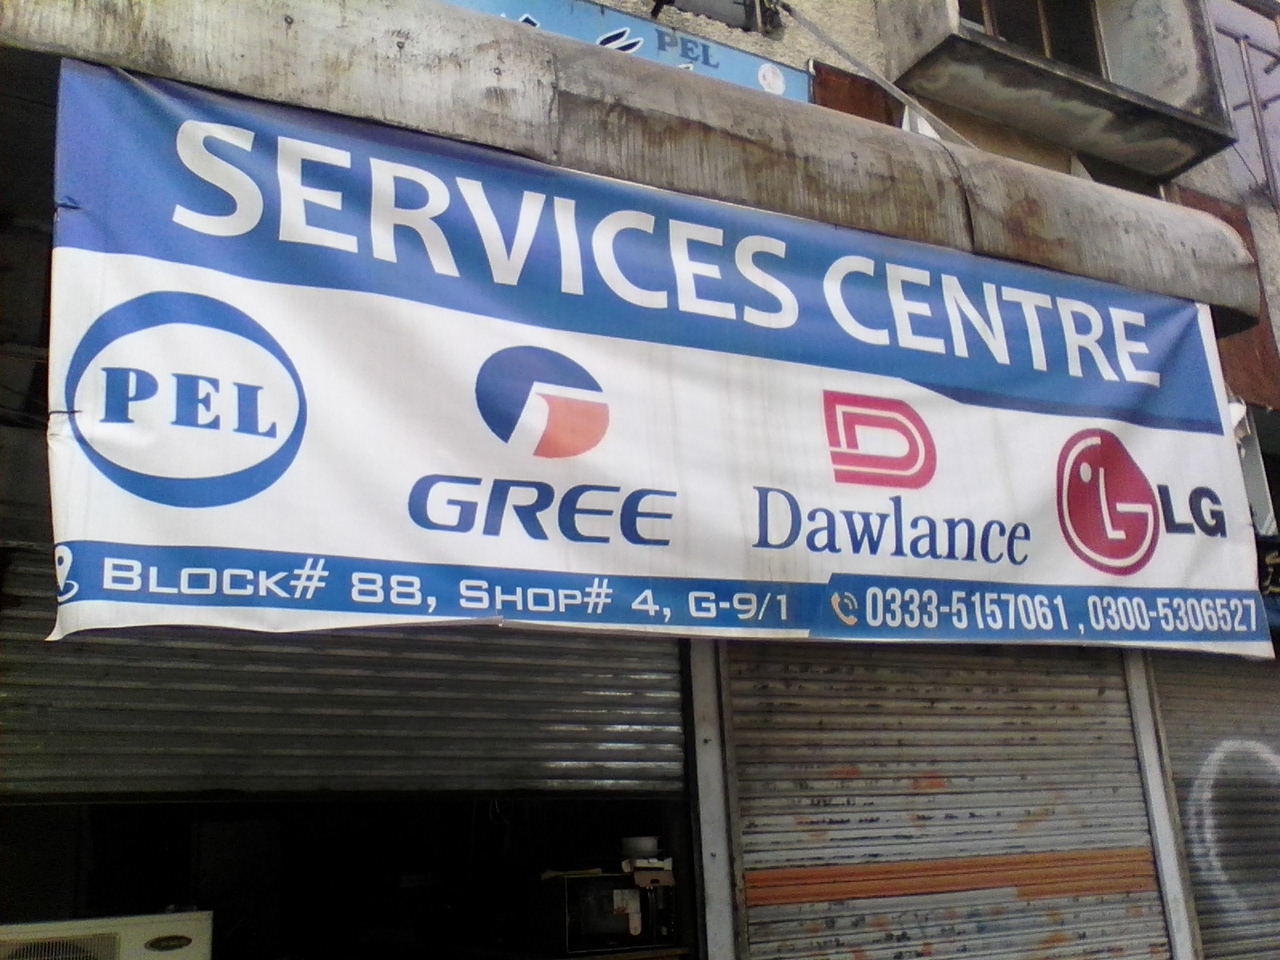 PEL
SERVICES CENTRE
PEL
GREE
Dawlance
LG
BLOCK# 88, SHOP# 4, G-9/1
0333-5157061 , 0300-5306527